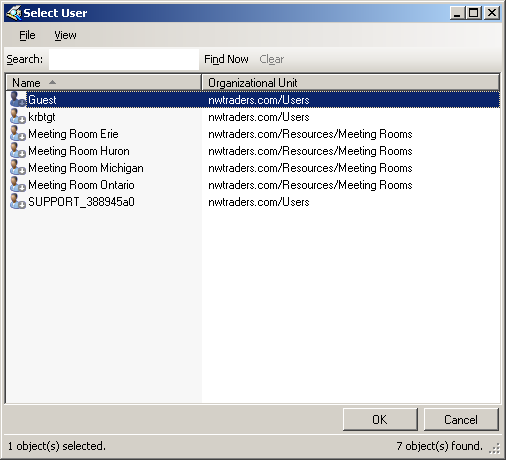 Select User
File View
Search: Find Now Clear
Name Organizational Unit
Guest nwtraders.com/Users
krbtgt nwtraders.com/Users
Meeting Room Erie nwtraders.com/Resources/Meeting Rooms
Meeting Room Huron nwtraders.com/Resources/Meeting Rooms
Meeting Room Michigan nwtraders.com/Resources/Meeting Rooms
Meeting Room Ontario nwtraders.com/Resources/Meeting Rooms
SUPPORT_388945a0 nwtraders.com/Users
OK Cancel
1 object(s) selected. 7 object(s) found.